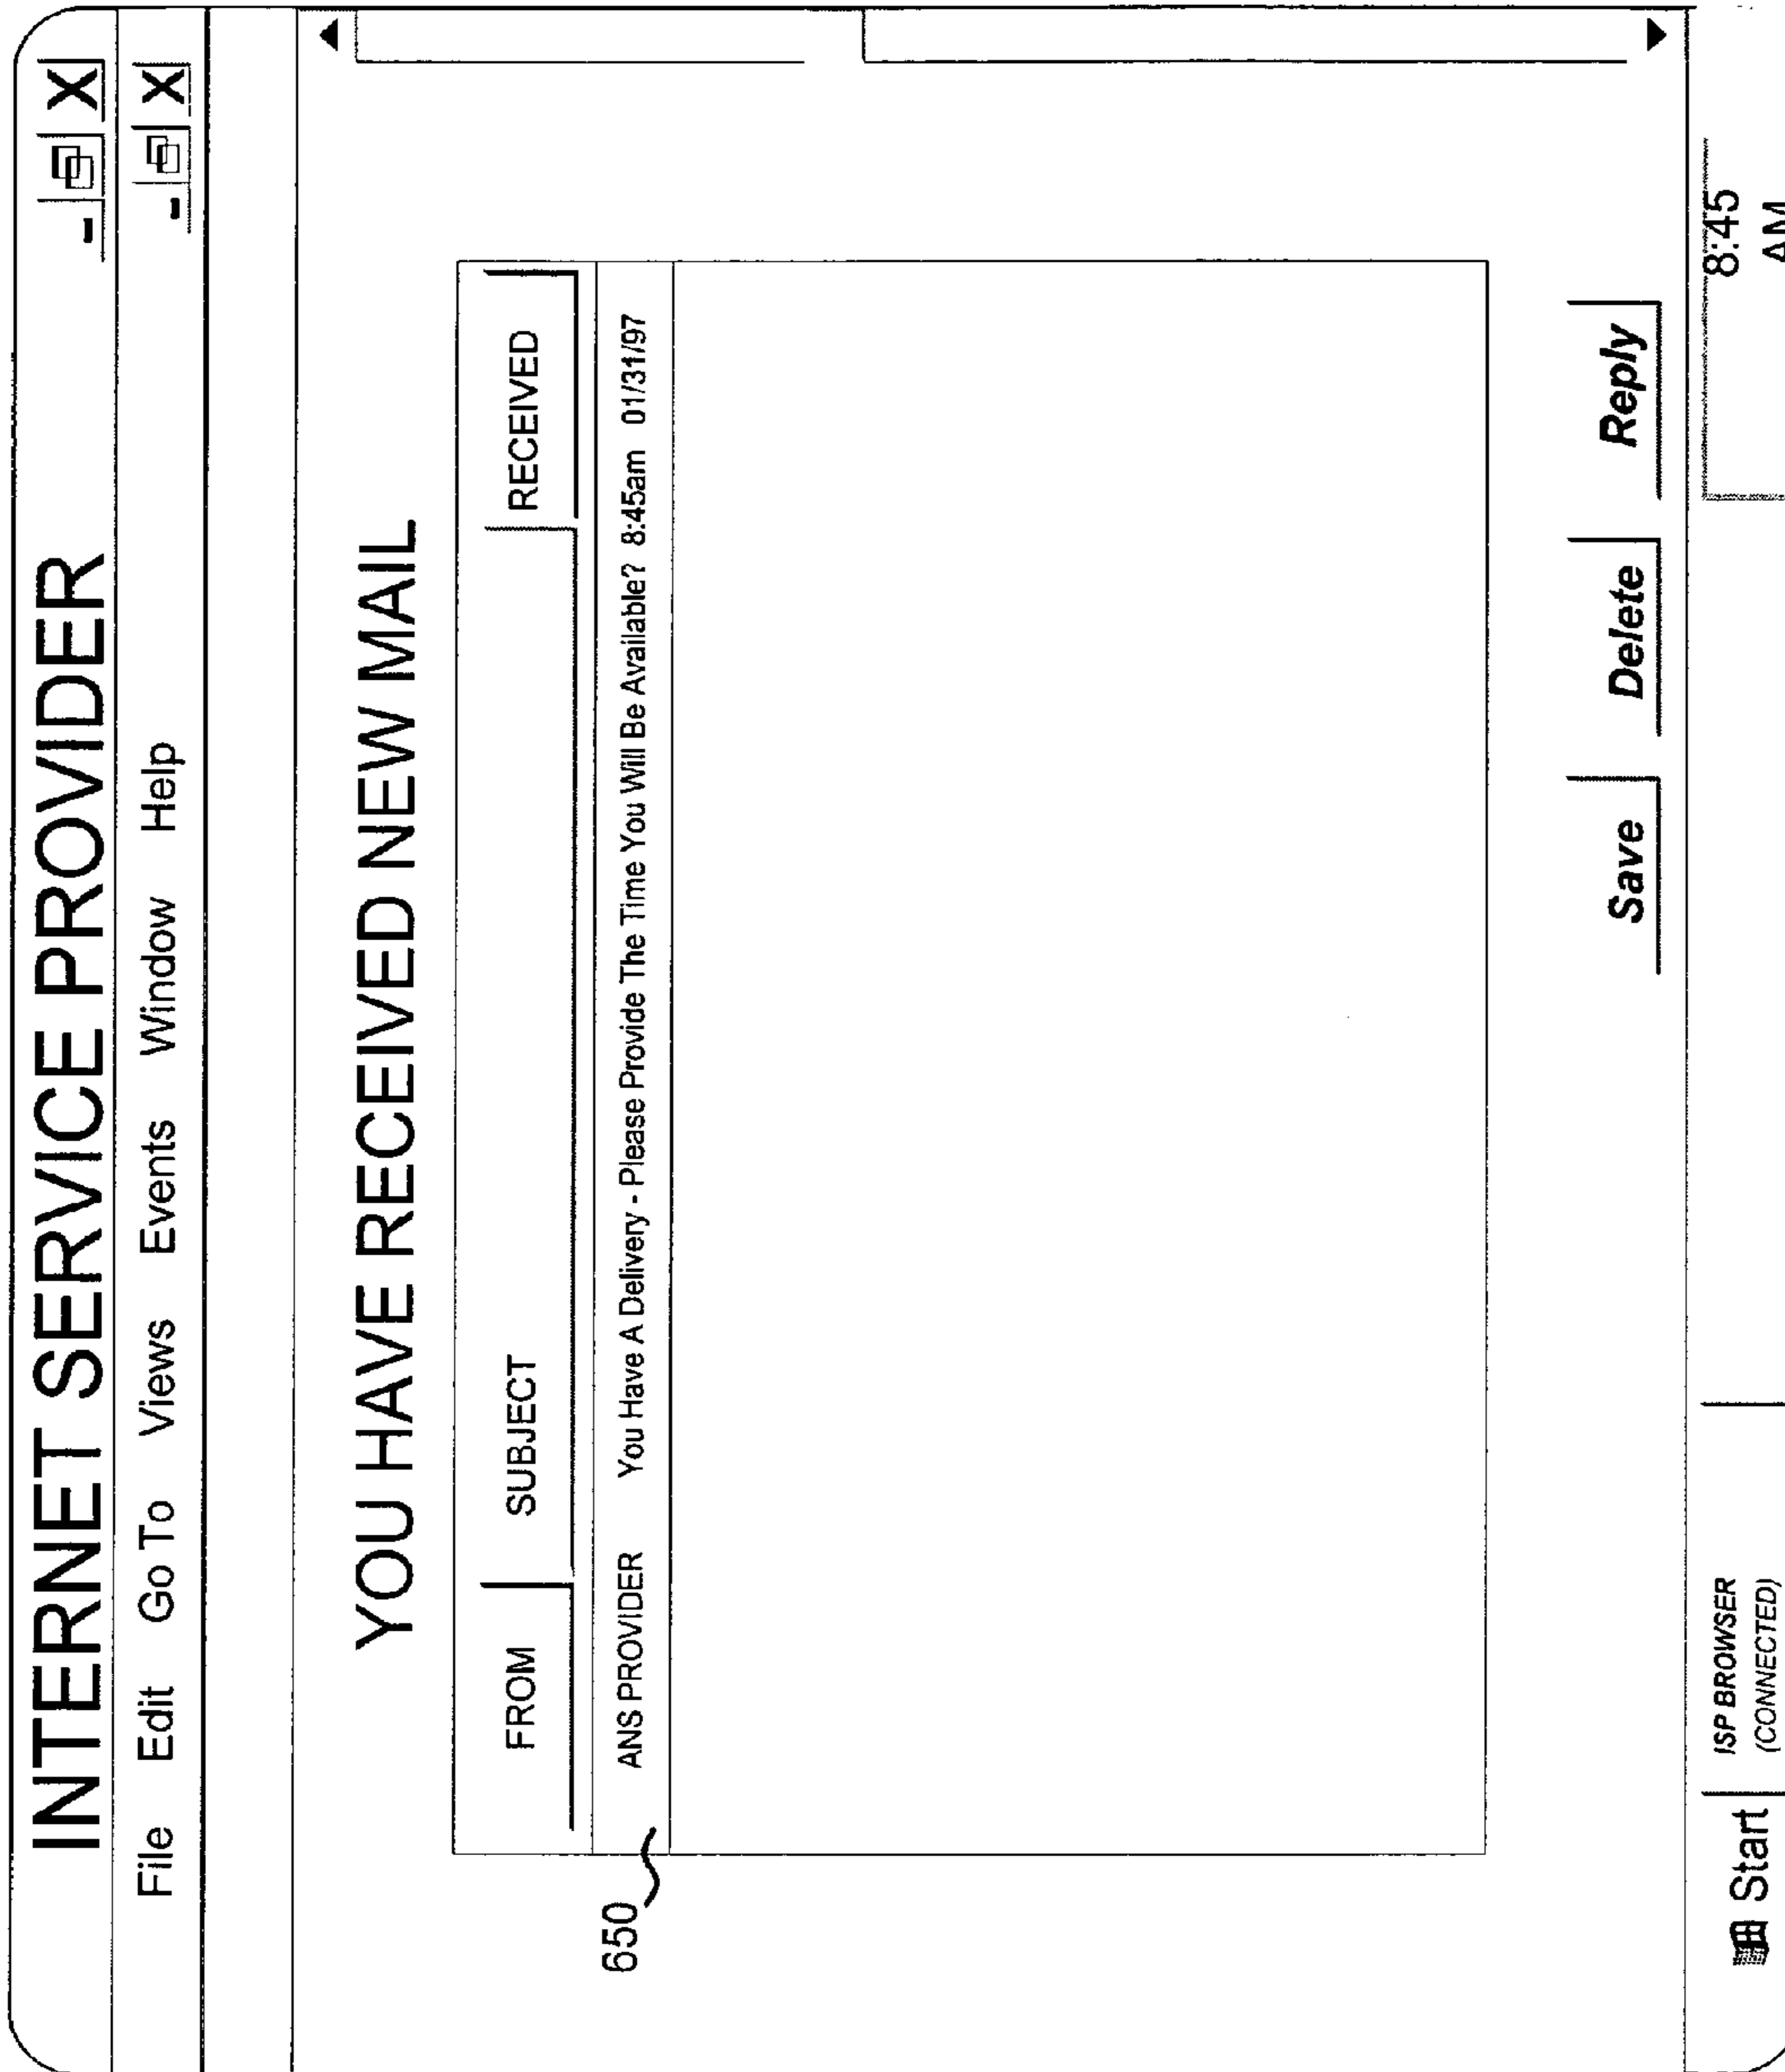 INTERNET SERVICE PROVIDER
File Edit Go To Views Events Window Help
YOU HAVE RECEIVED NEW MAIL
FROM SUBJECT RECEIVED
650 ANS PROVIDER You Have A Delivery - Please Provide The Time You Will Be Available? 8:45am 01/31/97
Save Delete Reply
Start ISP BROWSER 8:45
(CONNECTED) AM